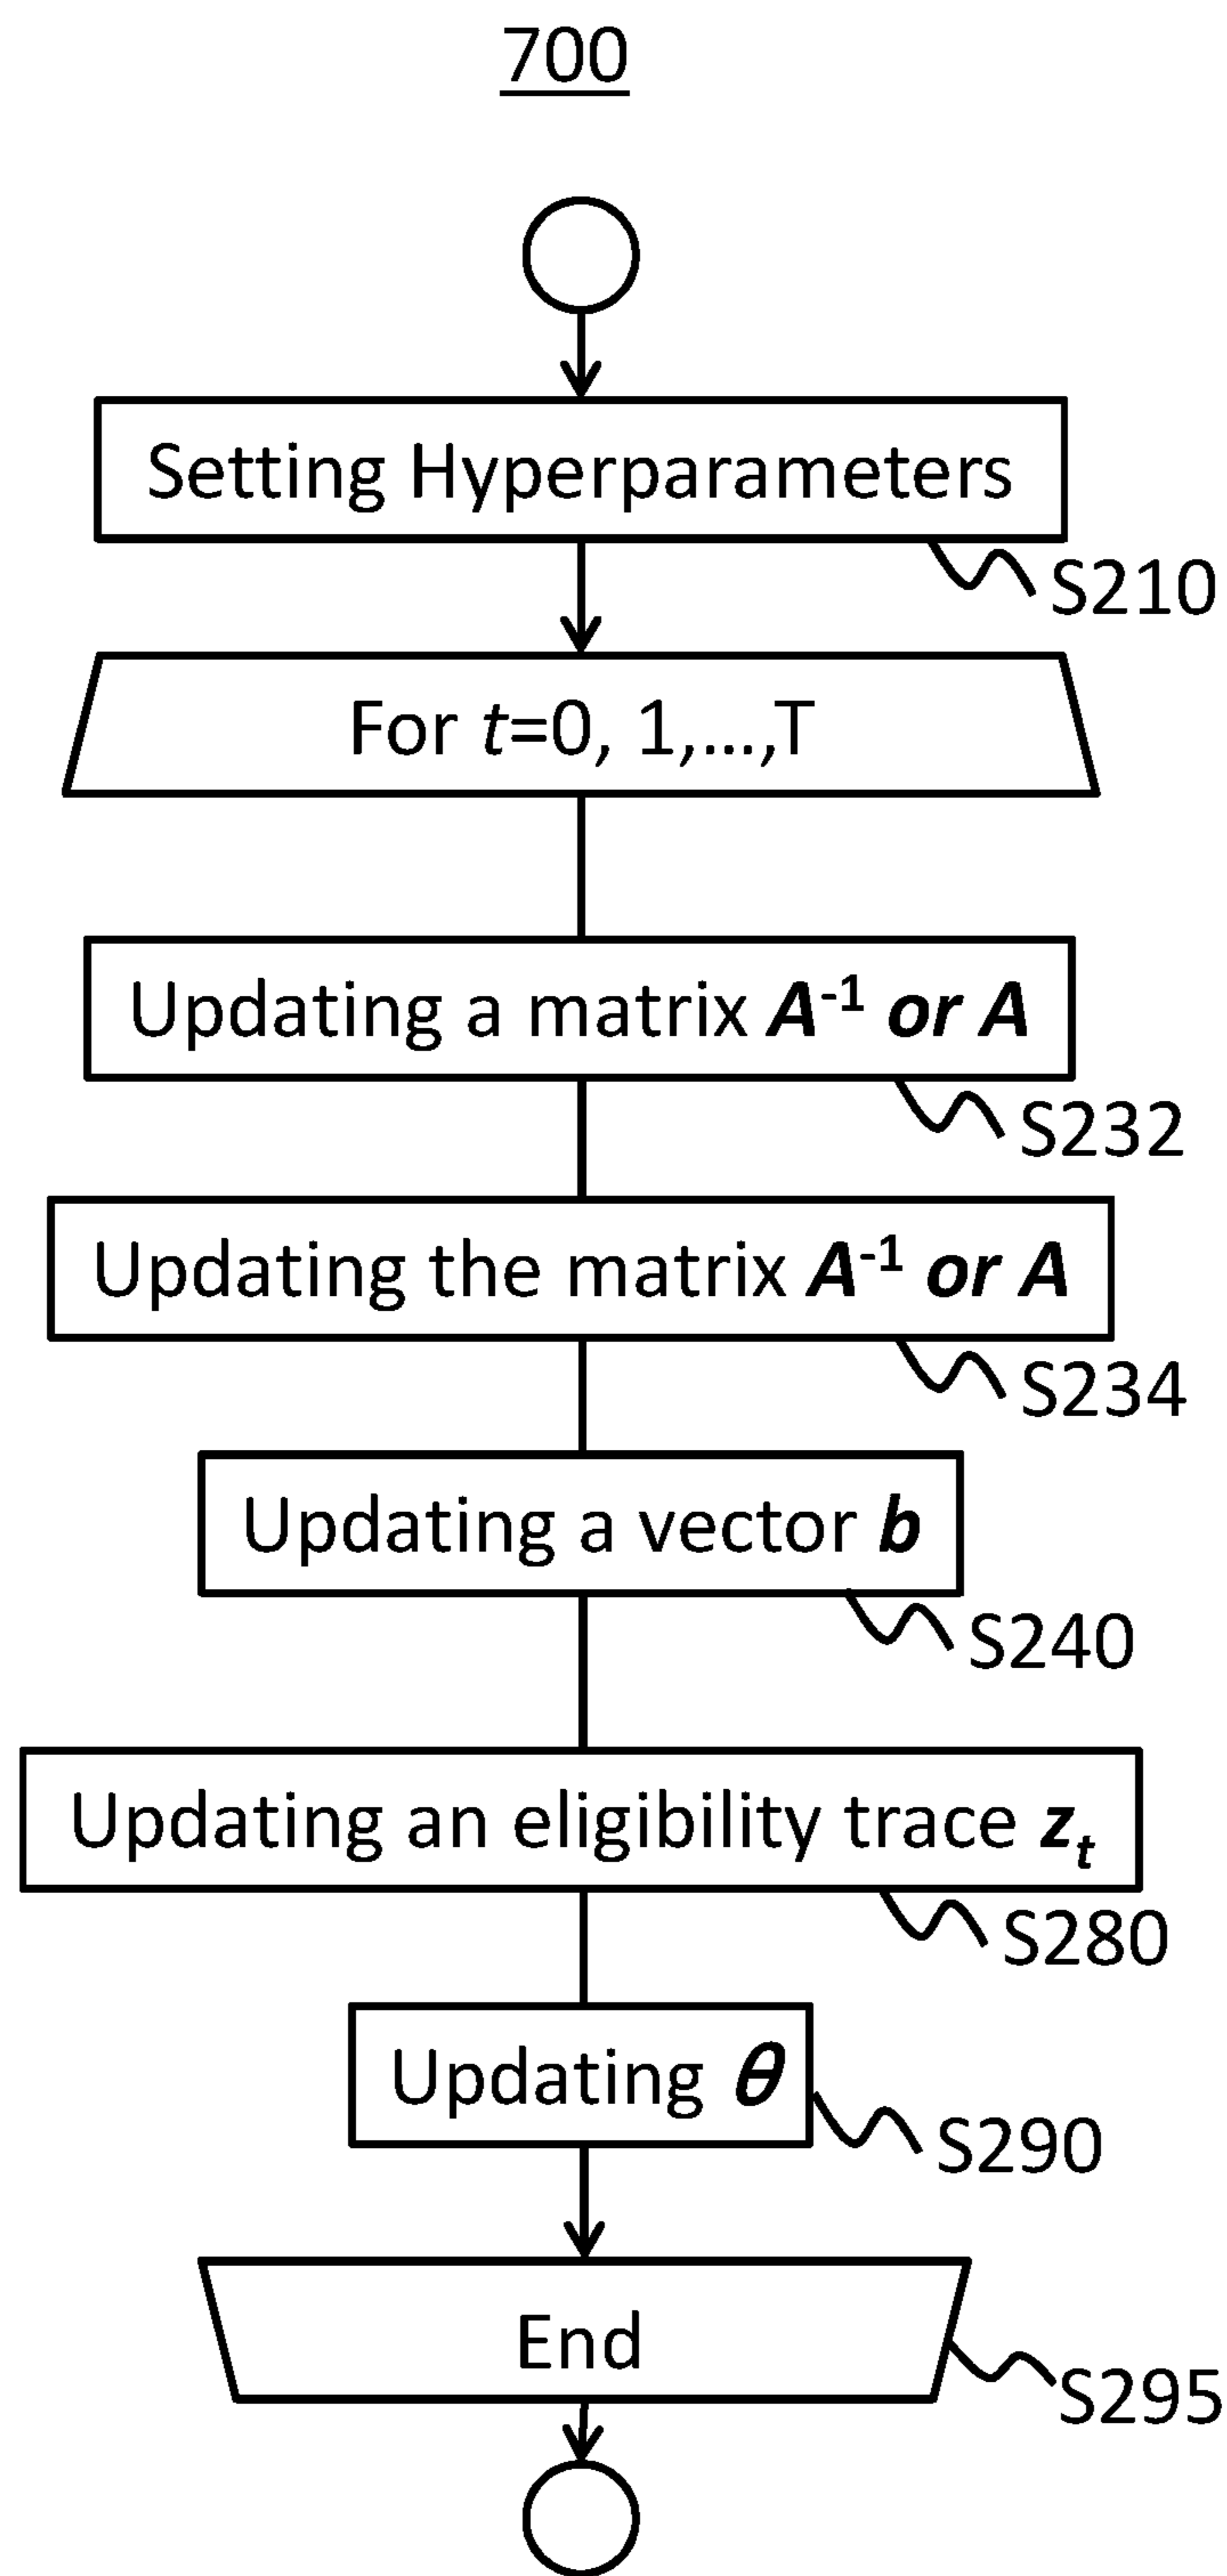 700
Setting Hyperparameters
S210
For t=0, 1,...,T
Updating a matrix A⁻¹ or A
S232
Updating the matrix A⁻¹ or A
S234
Updating a vector b
S240
Updating an eligibility trace zₜ
S280
Updating θ
S290
End
S295